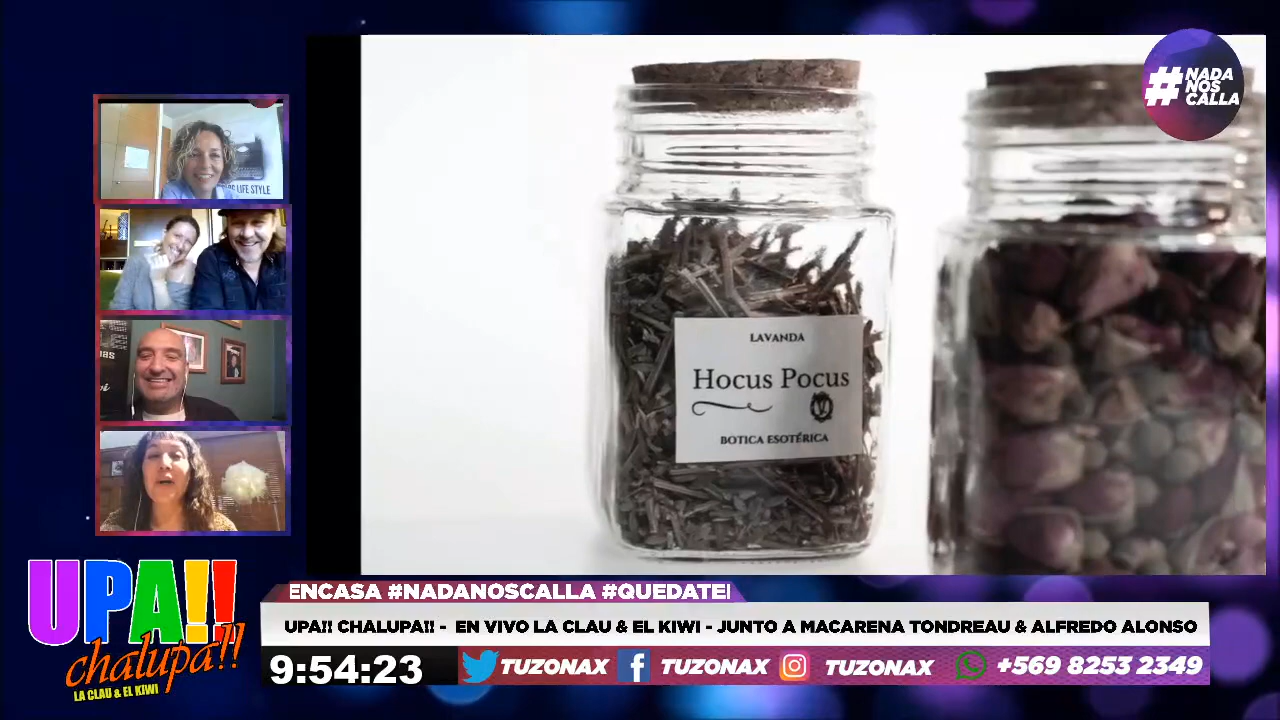 #NADA
NOS
CALLA
LIFE STYLE
LAVANDA
Hocus Pocus
BOTICA ESOTÉRICA
UPA!!
chalupa!!
LA CLAU & EL KIWI
ENCASA #NADANOSCALLA #QUEDATE
UPA!! CHALUPA!! - EN VIVO LA CLAU & EL KIWI - JUNTO A MACARENA TONDREAU & ALFREDO ALONSO
9:54:23 TUZONAX TUZONAX TUZONAX +569 8253 2349